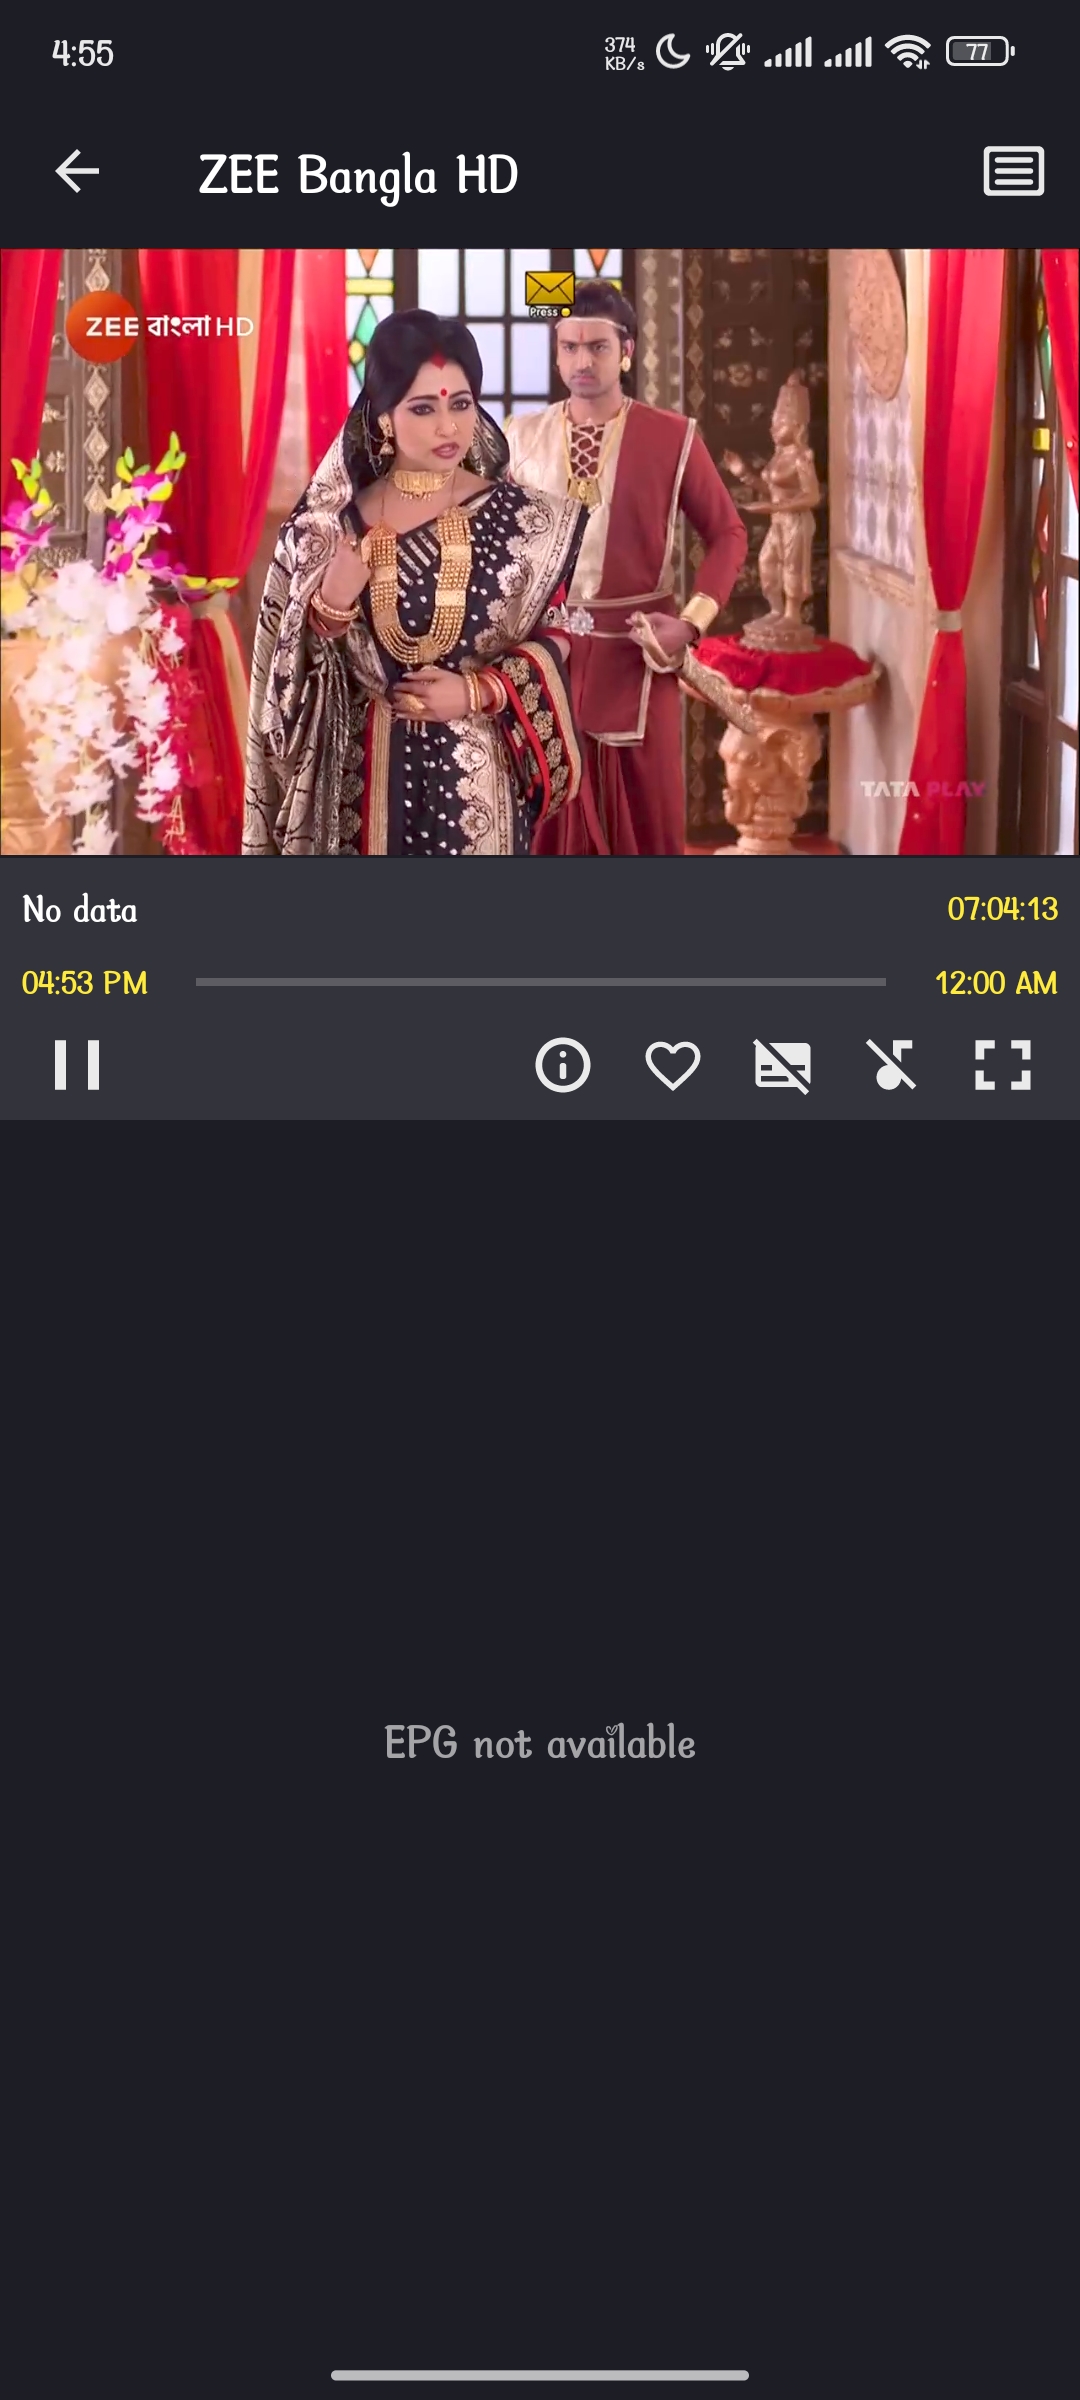 4:55
374
KB/s
77
ZEE Bangla HD
Press
ZEE বাংলা HD
TATA PLAY
No data
07:04:13
04:53 PM
12:00 AM
EPG not available